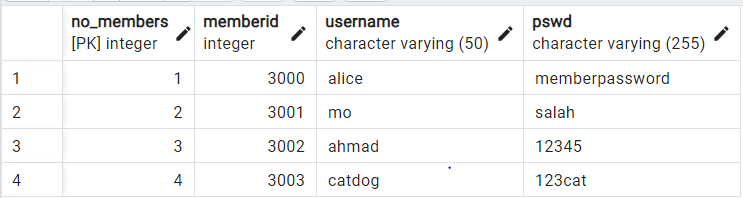 no_members memberid username pswd
[PK] integer integer character varying (50) character varying (255)
1 1 3000 alice memberpassword
2 2 3001 mo salah
3 3 3002 ahmad 12345
4 4 3003 catdog 123cat